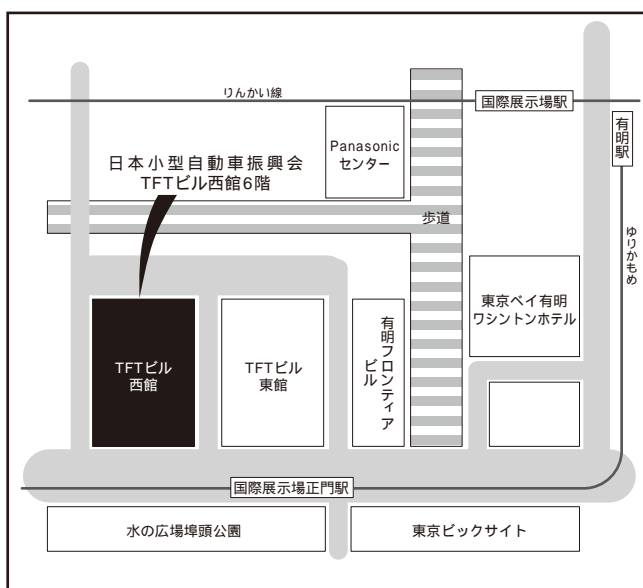 りんかい線
国際展示場駅
有明駅
Panasonic
センター
日本小型自動車振興会
TFTビル西館6階
歩道
ゆりかもめ
東京ベイ有明
ワシントンホテル
TFTビル
西館
TFTビル
東館
有明フロンティア
ビル
国際展示場正門駅
水の広場埠頭公園
東京ビックサイト